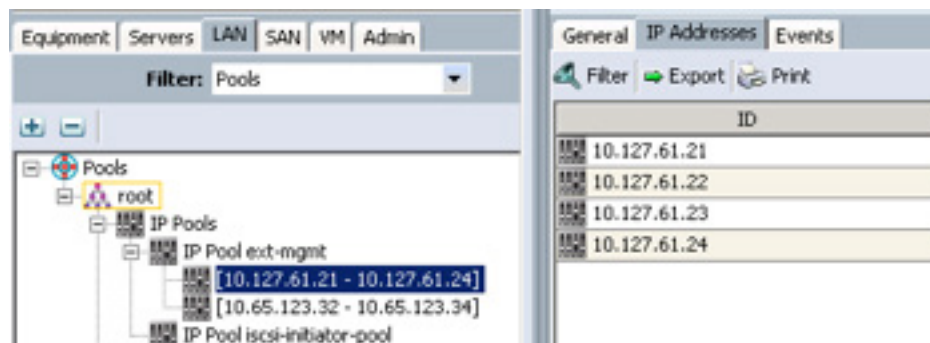 Equipment Servers LAN SAN VM Admin
Filter: Pools
Pools
root
IP Pools
IP Pool ext-mgmt
[10.127.61.21 - 10.127.61.24]
[10.65.123.32 - 10.65.123.34]
IP Pool iscsi-initiator-pool
General IP Addresses Events
Filter Export Print
ID
10.127.61.21
10.127.61.22
10.127.61.23
10.127.61.24